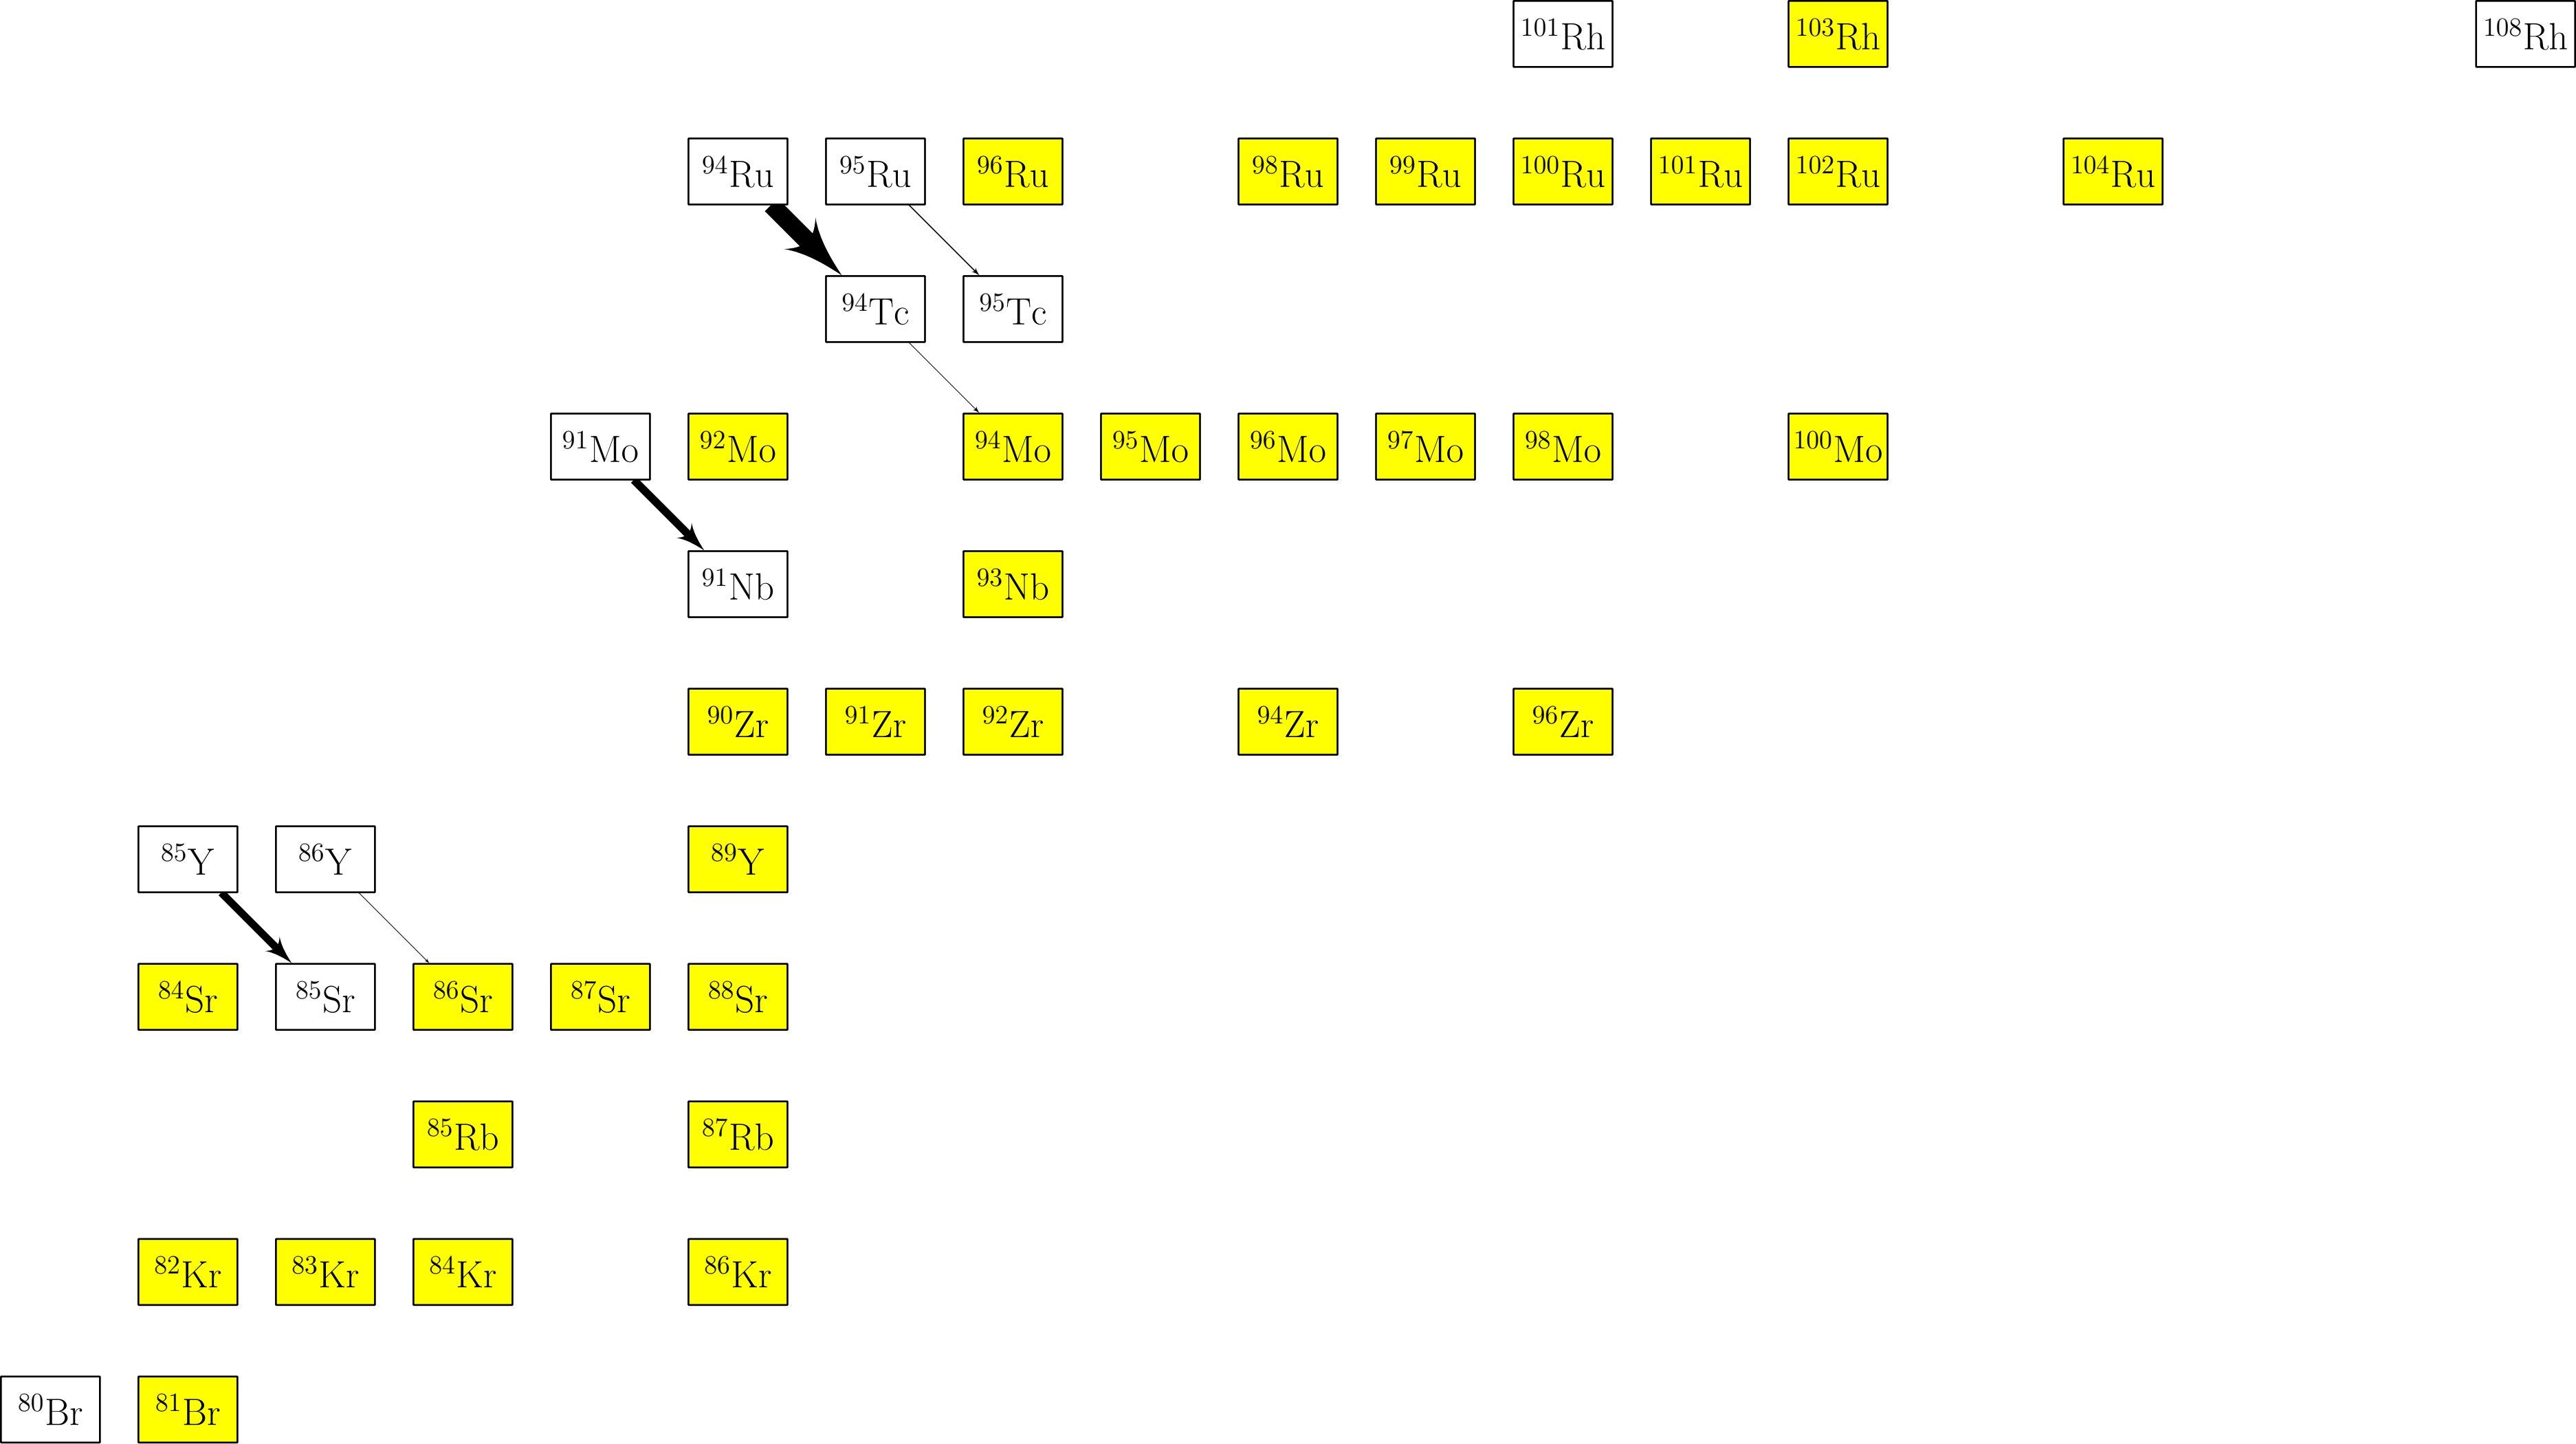 ¹⁰¹Rh ¹⁰³Rh ¹⁰⁸Rh
⁹⁴Ru ⁹⁵Ru ⁹⁶Ru ⁹⁸Ru ⁹⁹Ru ¹⁰⁰Ru ¹⁰¹Ru ¹⁰²Ru ¹⁰⁴Ru
⁹⁴Tc ⁹⁵Tc
⁹¹Mo ⁹²Mo ⁹⁴Mo ⁹⁵Mo ⁹⁶Mo ⁹⁷Mo ⁹⁸Mo ¹⁰⁰Mo
⁹¹Nb ⁹³Nb
⁹⁰Zr ⁹¹Zr ⁹²Zr ⁹⁴Zr ⁹⁶Zr
⁸⁵Y ⁸⁶Y ⁸⁹Y
⁸⁴Sr ⁸⁵Sr ⁸⁶Sr ⁸⁷Sr ⁸⁸Sr
⁸⁵Rb ⁸⁷Rb
⁸²Kr ⁸³Kr ⁸⁴Kr ⁸⁶Kr
⁸⁰Br ⁸¹Br